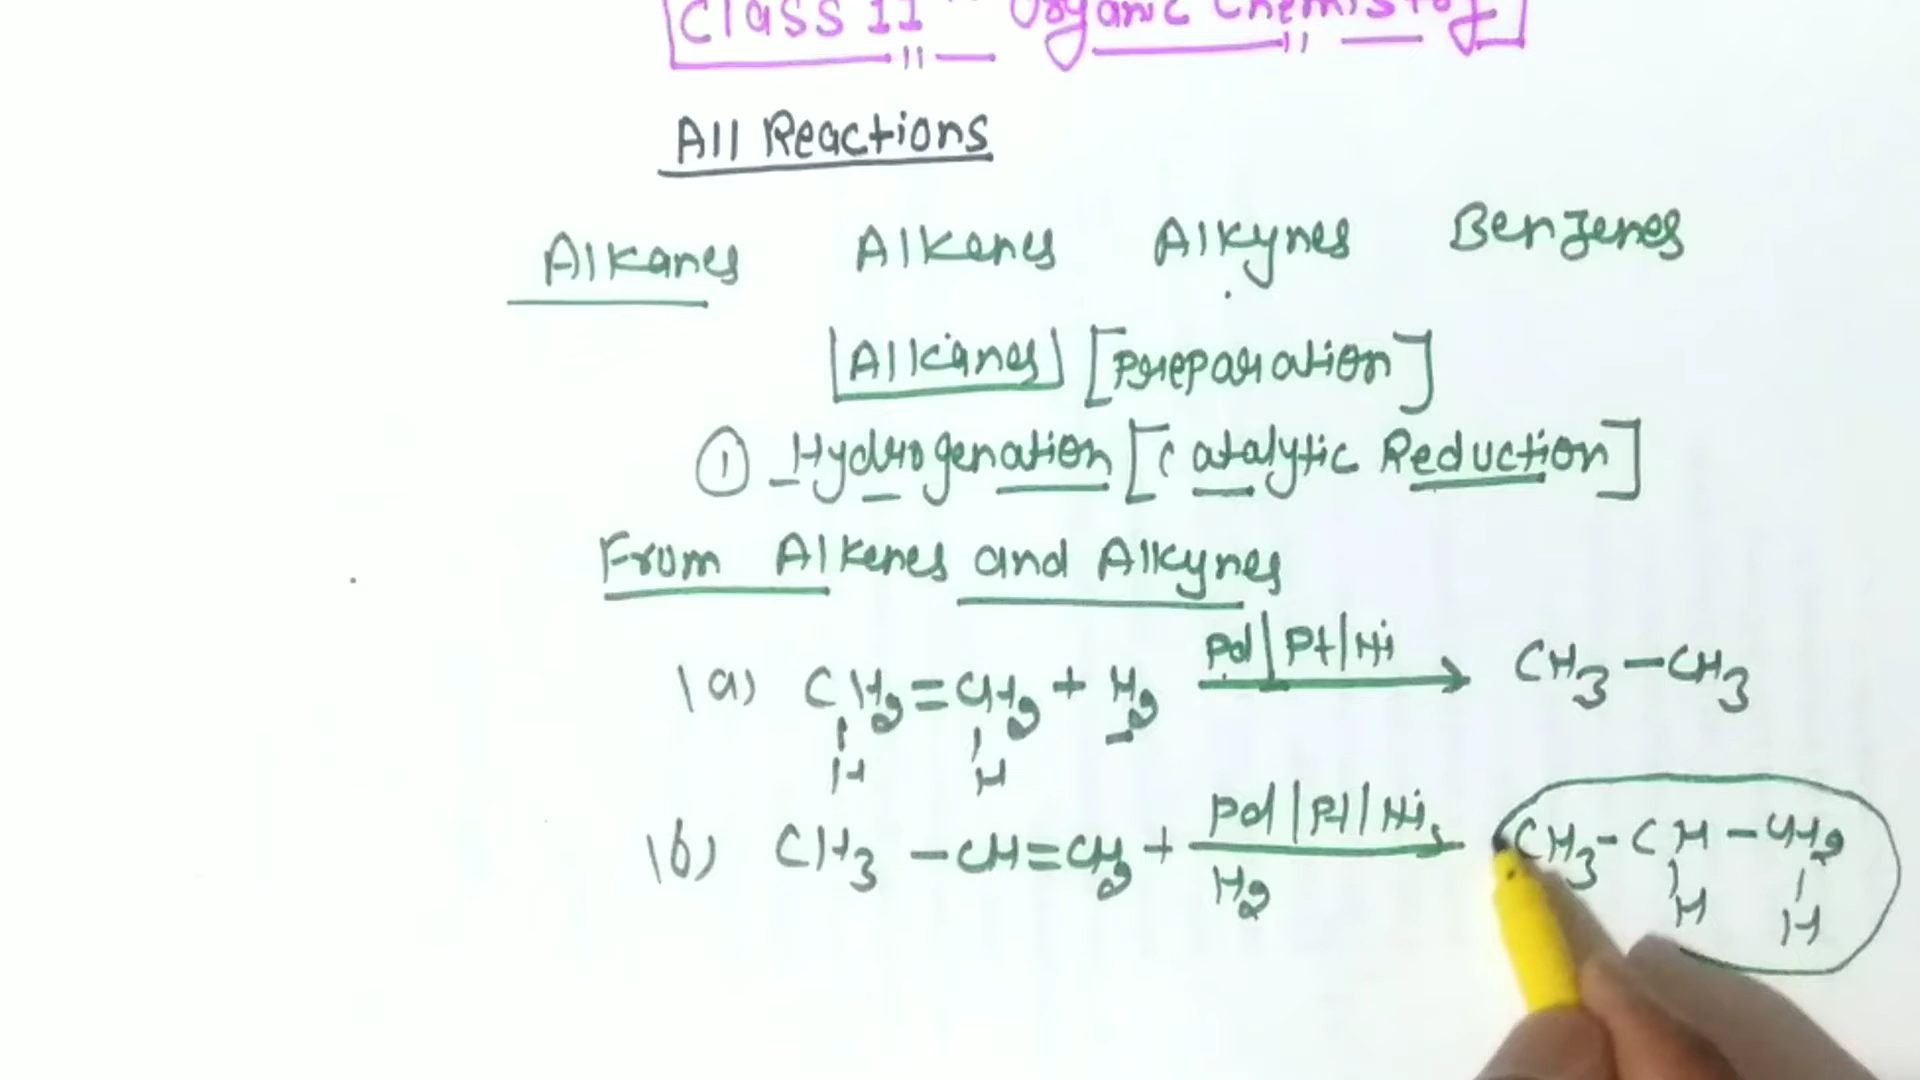 Class 11 - Organic Chemistry
All Reactions
Alkanes Alkenes Alkynes Benzenes
Alkanes [Preparation]
① Hydrogenation [Catalytic Reduction]
From Alkenes and Alkynes
(a) CH2=CH2 + H2 Pd|Pt|Ni → CH3-CH3
H H
(b) CH3-CH=CH2 + Pd|Pt|Ni, H2 CH3-CH-CH2
H H